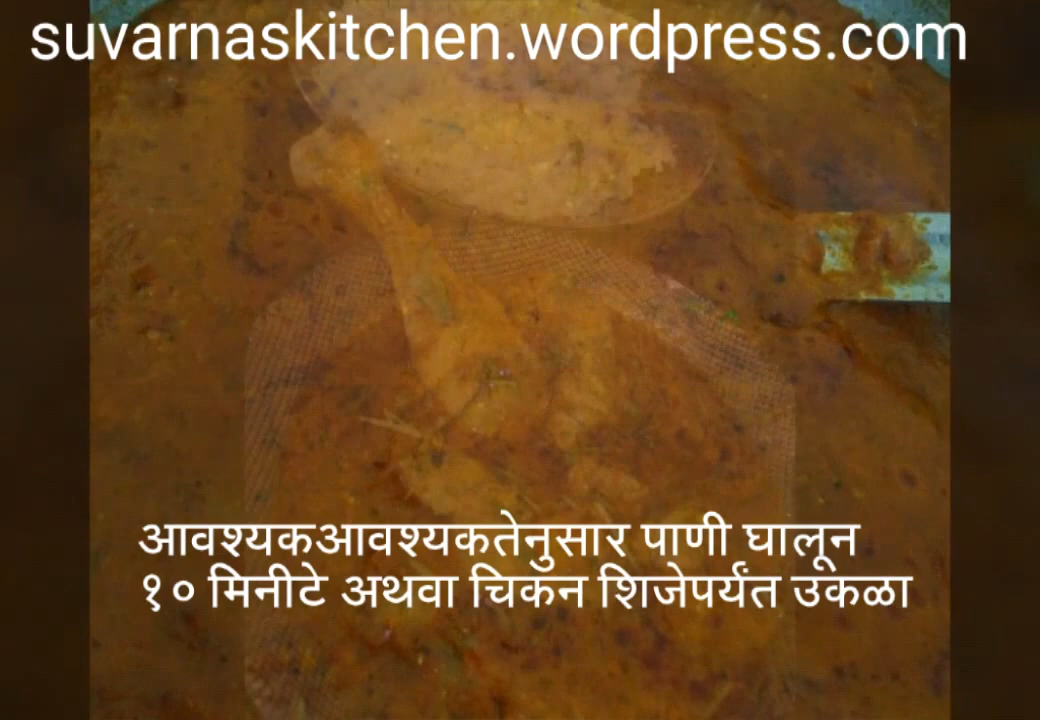 suvarnaskitchen.wordpress.com
आवश्यकआवश्यकतेनुसार पाणी घालून
१० मिनीटे अथवा चिकन शिजेपर्यंत उकळा